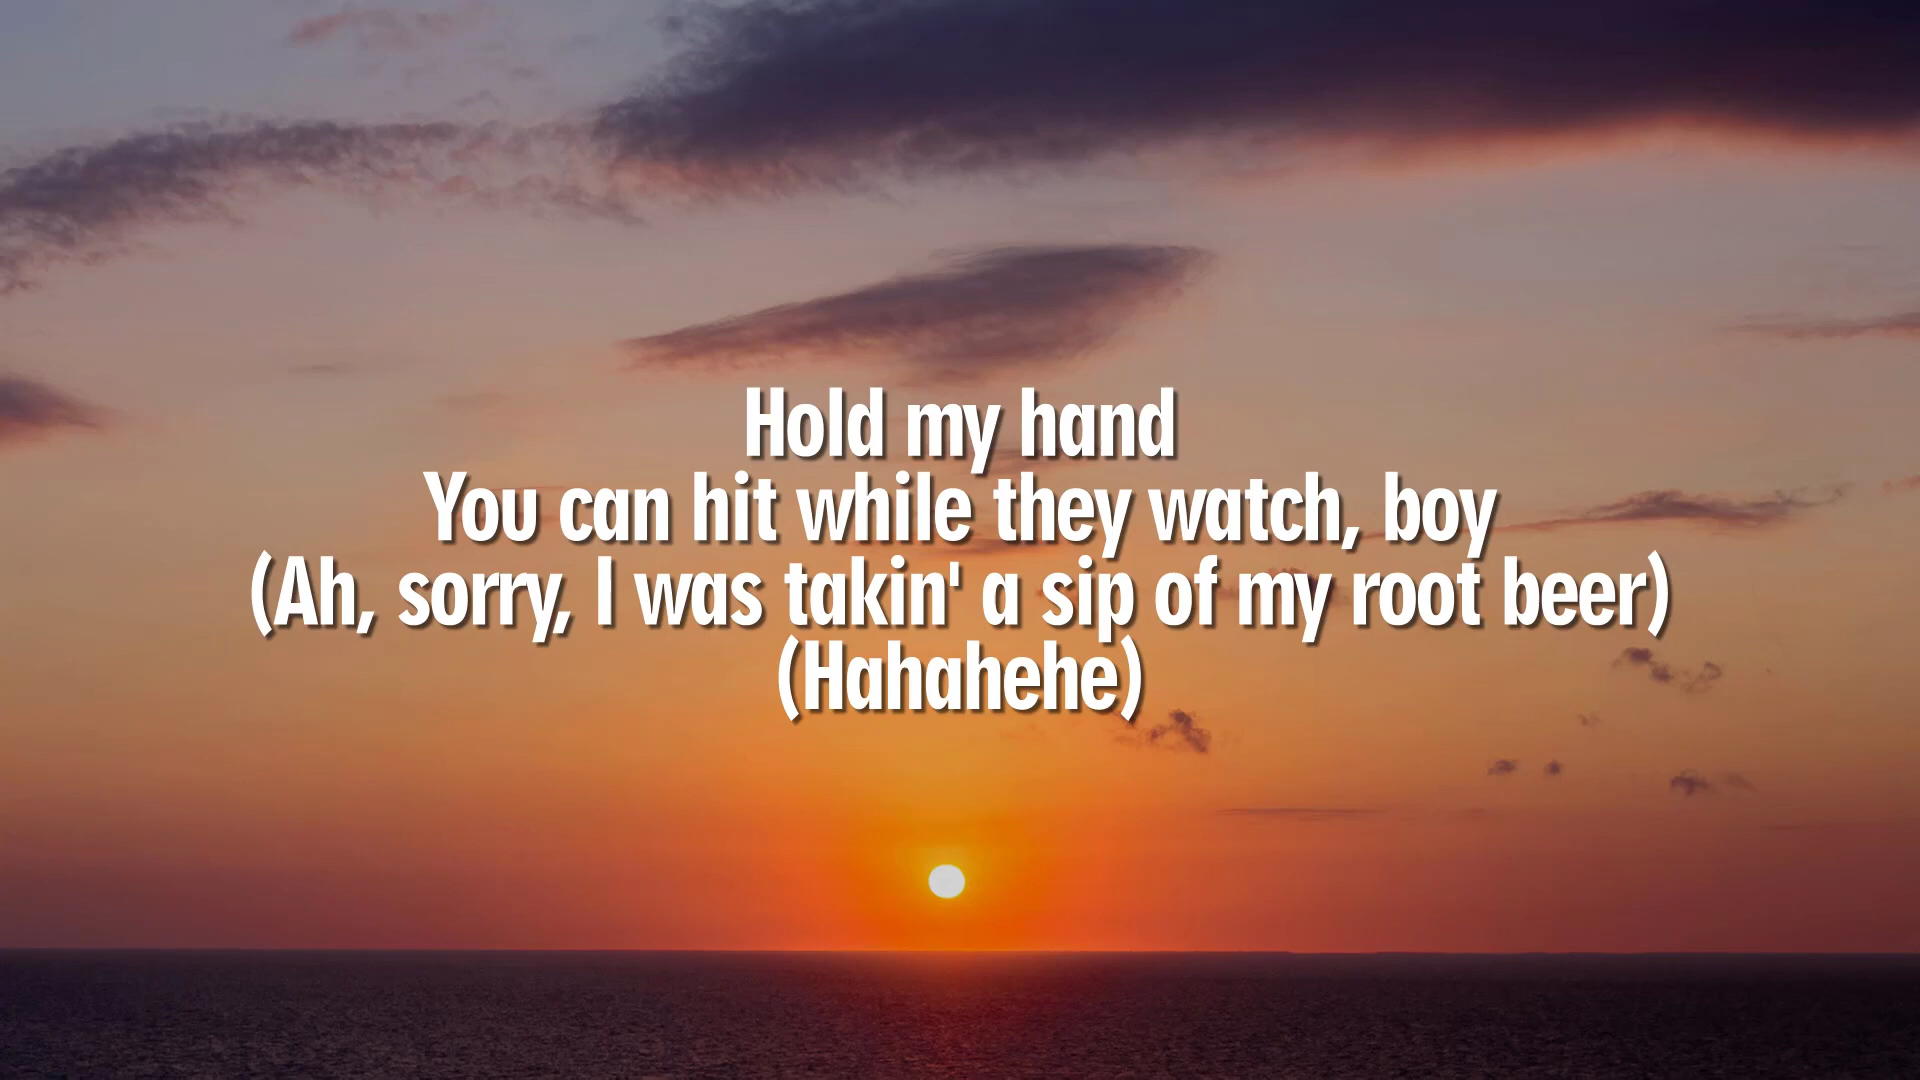 Hold my hand
You can hit while they watch, boy
(Ah, sorry, I was takin' a sip of my root beer)
(Hahahehe)